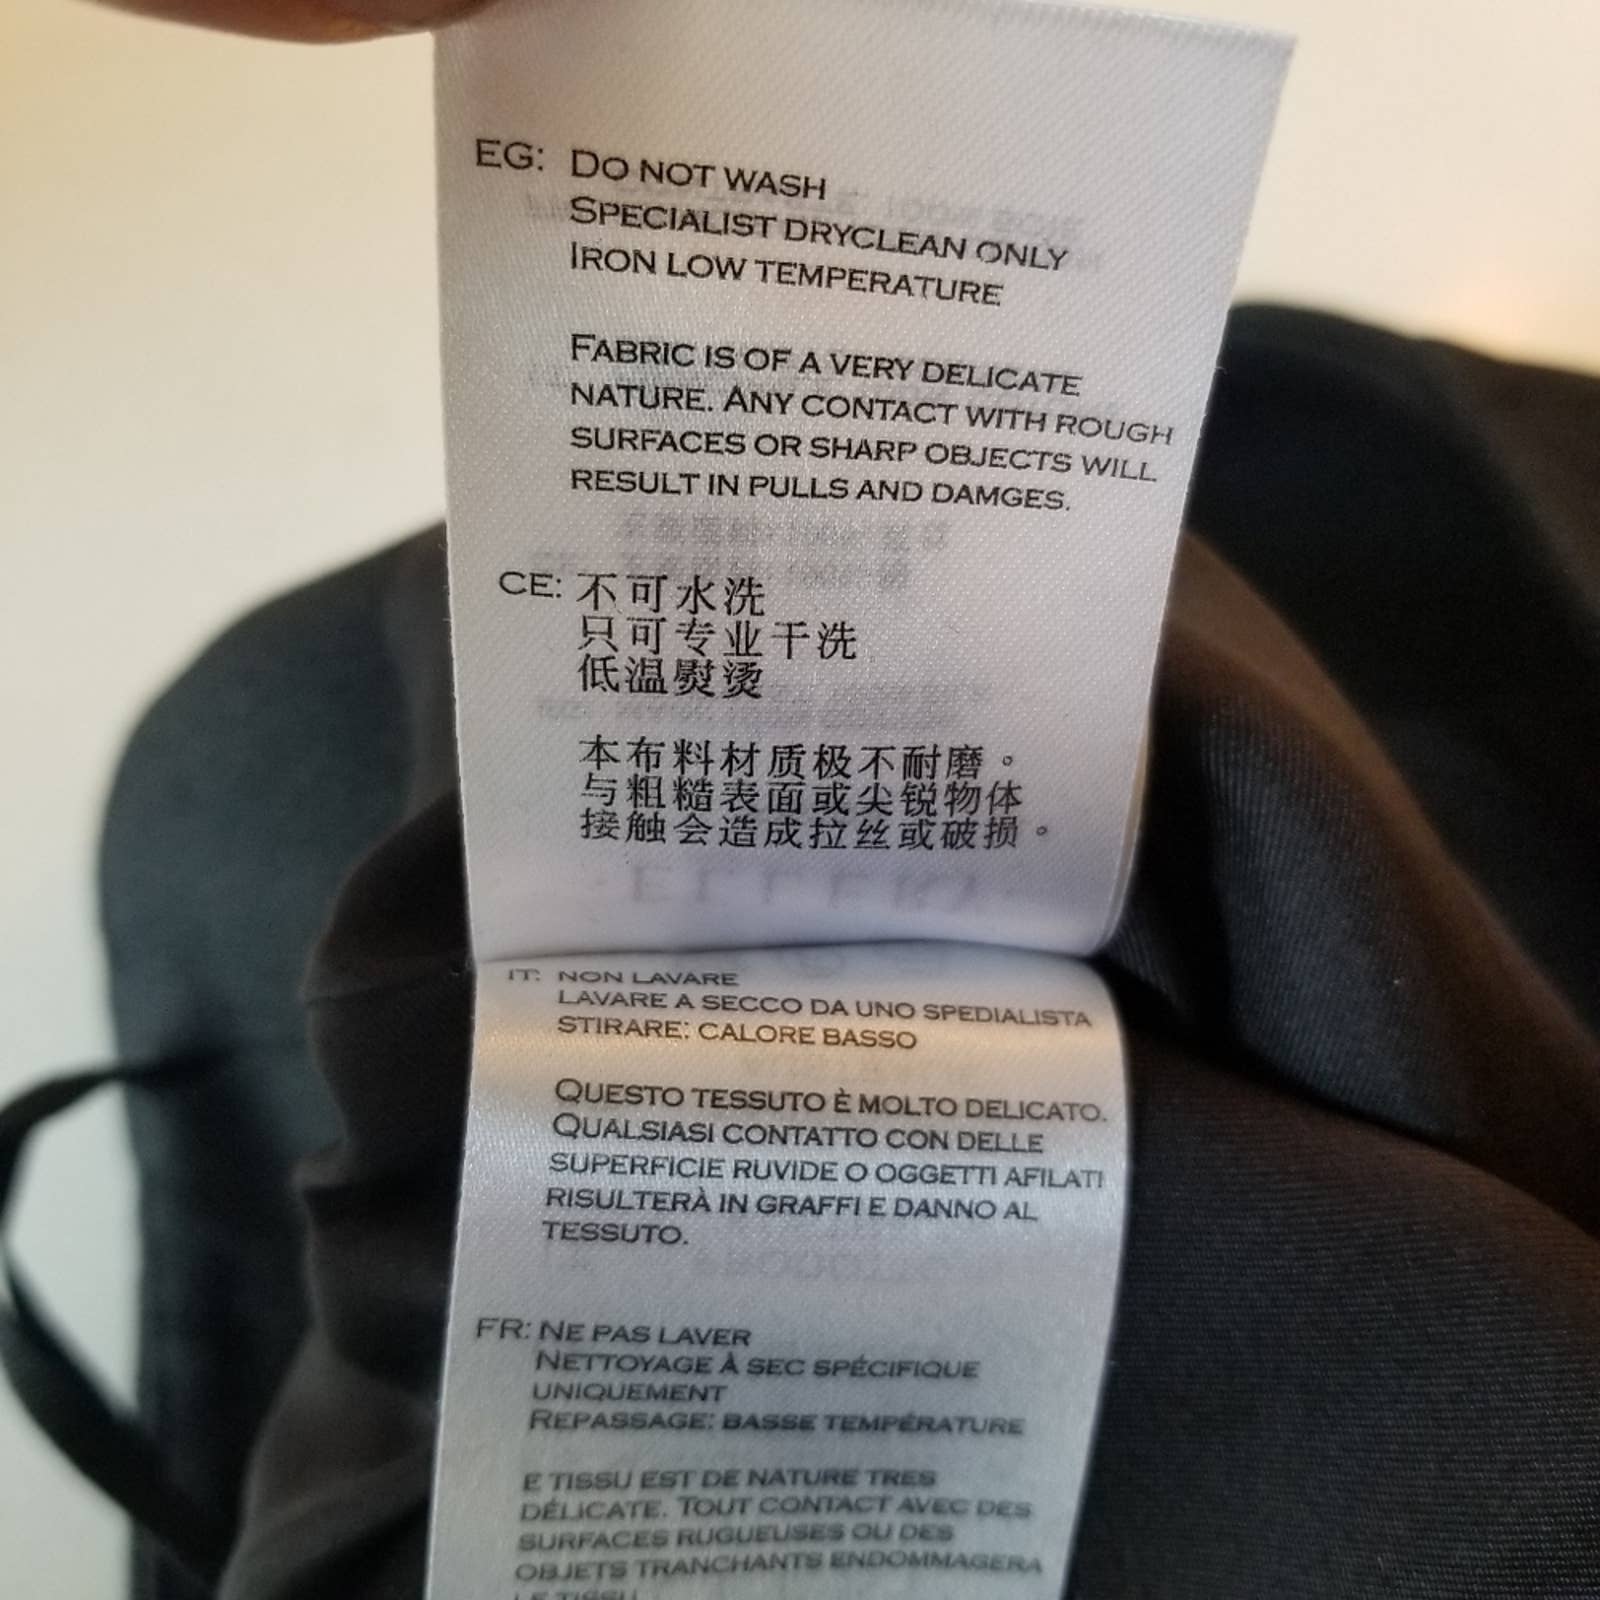 EG: DO NOT WASH
SPECIALIST DRYCLEAN ONLY
IRON LOW TEMPERATURE
FABRIC IS OF A VERY DELICATE
NATURE. ANY CONTACT WITH ROUGH
SURFACES OR SHARP OBJECTS WILL
RESULT IN PULLS AND DAMGES.
CE: 不可水洗
只可专业干洗
低温熨烫
本布料材质极不耐磨。
与粗糙表面或尖锐物体
接触会造成拉丝或破损。
IT: NON LAVARE
LAVARE A SECCO DA UNO SPEDIALISTA
STIRARE: CALORE BASSO
QUESTO TESSUTO È MOLTO DELICATO.
QUALSIASI CONTATTO CON DELLE
SUPERFICIE RUVIDE O OGGETTI AFILATI
RISULTERÀ IN GRAFFI E DANNO AL
TESSUTO.
FR: NE PAS LAVER
NETTOYAGE À SEC SPÉCIFIQUE
UNIQUEMENT
REPASSAGE: BASSE TEMPÉRATURE
E TISSU EST DE NATURE TRES
DÉLICATE. TOUT CONTACT AVEC DES
SURFACES RUGUEUSES OU DES
OBJETS TRANCHANTS ENDOMMAGERA
LE TISSU